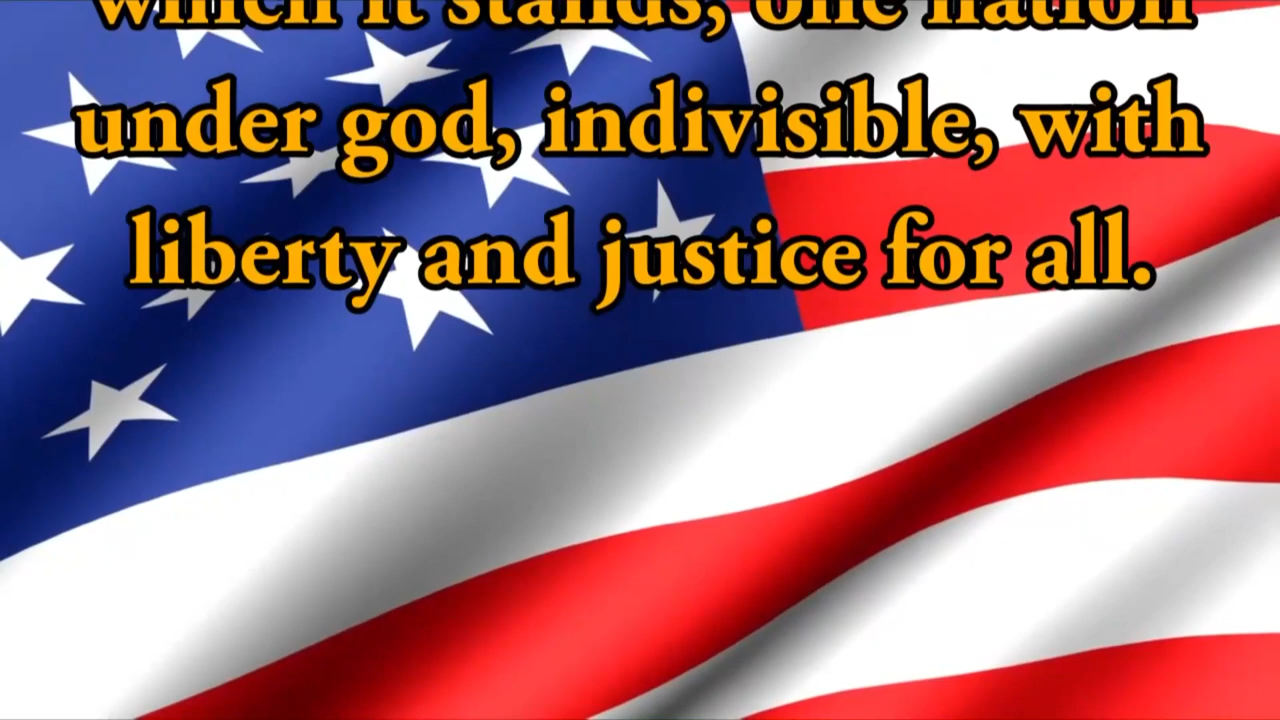 which it stands, one nation
under god, indivisible, with
liberty and justice for all.